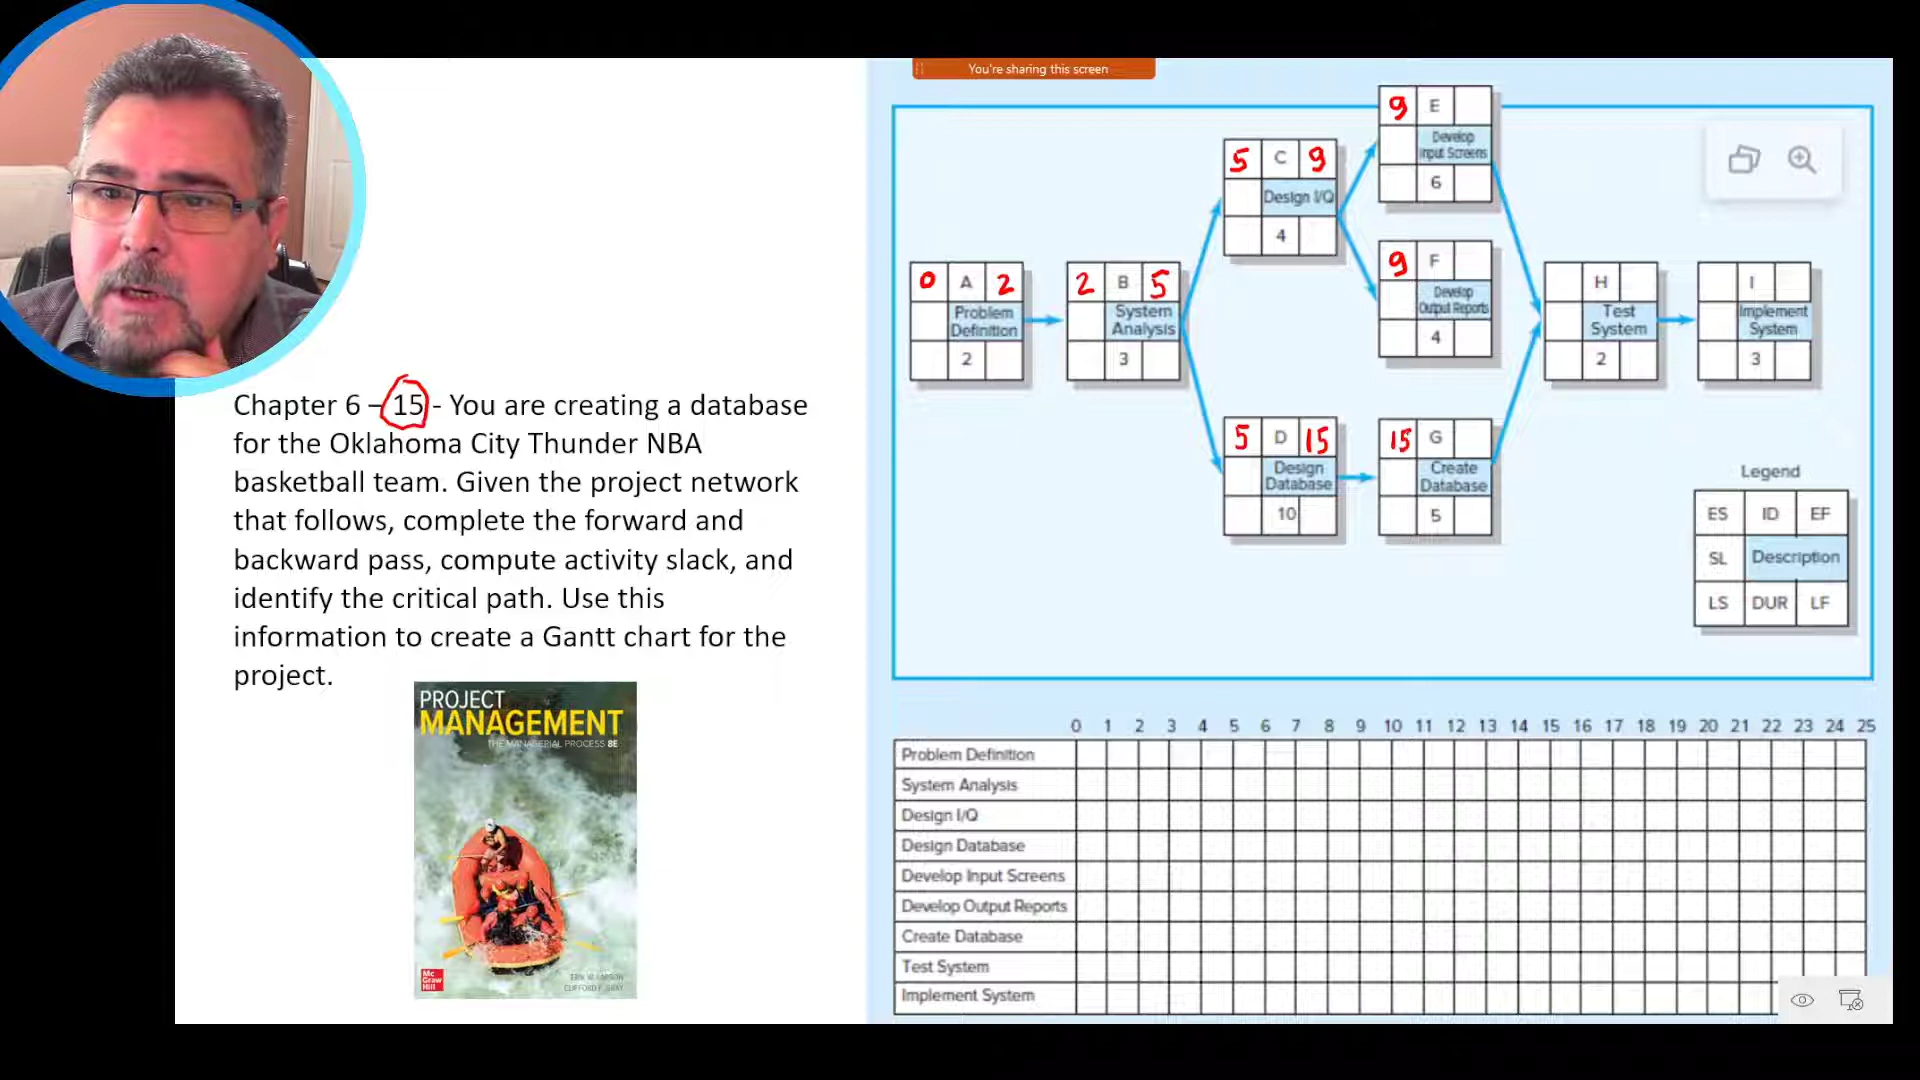 You're sharing this screen
Chapter 6 – 15 - You are creating a database
for the Oklahoma City Thunder NBA
basketball team. Given the project network
that follows, complete the forward and
backward pass, compute activity slack, and
identify the critical path. Use this
information to create a Gantt chart for the
project.
PROJECT
MANAGEMENT
THE MANAGERIAL PROCESS 8E
Mc
Graw
Hill
ERIK W. LARSON
CLIFFORD F. GRAY
0 A 2
Problem
Definition
2
2 B 5
System
Analysis
3
5 C 9
Design I/Q
4
5 D 15
Design
Database
10
9 E
Develop
Input Screens
6
9 F
Develop
Output Reports
4
15 G
Create
Database
5
H
Test
System
2
I
Implement
System
3
Legend
ES ID EF
SL Description
LS DUR LF
0 1 2 3 4 5 6 7 8 9 10 11 12 13 14 15 16 17 18 19 20 21 22 23 24 25
Problem Definition
System Analysis
Design I/Q
Design Database
Develop Input Screens
Develop Output Reports
Create Database
Test System
Implement System